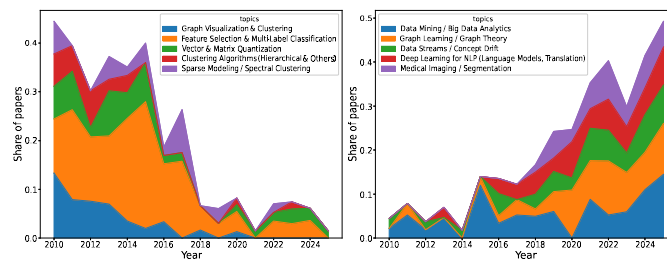 topics
Graph Visualization & Clustering
Feature Selection & Multi-Label Classification
Vector & Matrix Quantization
Clustering Algorithms (Hierarchical & Others)
Sparse Modeling / Spectral Clustering
Share of papers
0.4
0.3
0.2
0.1
0.0
2010 2012 2014 2016 2018 2020 2022 2024
Year
topics
Data Mining / Big Data Analytics
Graph Learning / Graph Theory
Data Streams / Concept Drift
Deep Learning for NLP (Language Models, Translation)
Medical Imaging / Segmentation
Share of papers
0.5
0.4
0.3
0.2
0.1
0.0
2010 2012 2014 2016 2018 2020 2022 2024
Year